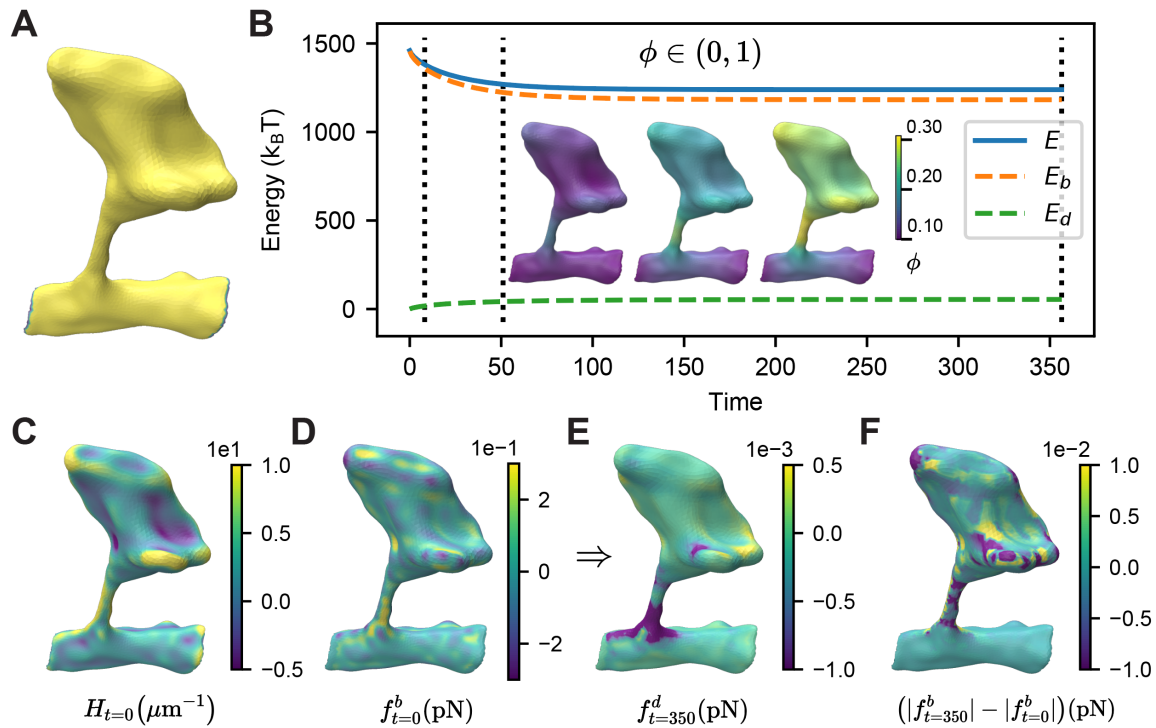 A
B
1500
1000
500
0
Energy (k_BT)
ϕ ∈ (0, 1)
0.30
0.20
0.10
ϕ
E
E_b
E_d
0
50
100
150
200
250
300
350
Time
C
1e1
1.0
0.5
0.0
−0.5
H_{t=0}(μm⁻¹)
D
1e−1
2
0
−2
f^b_{t=0}(pN)
⇒
E
1e−3
0.5
0.0
−0.5
−1.0
f^d_{t=350}(pN)
F
1e−2
1.0
0.5
0.0
−0.5
−1.0
(|f^b_{t=350}| − |f^b_{t=0}|)(pN)